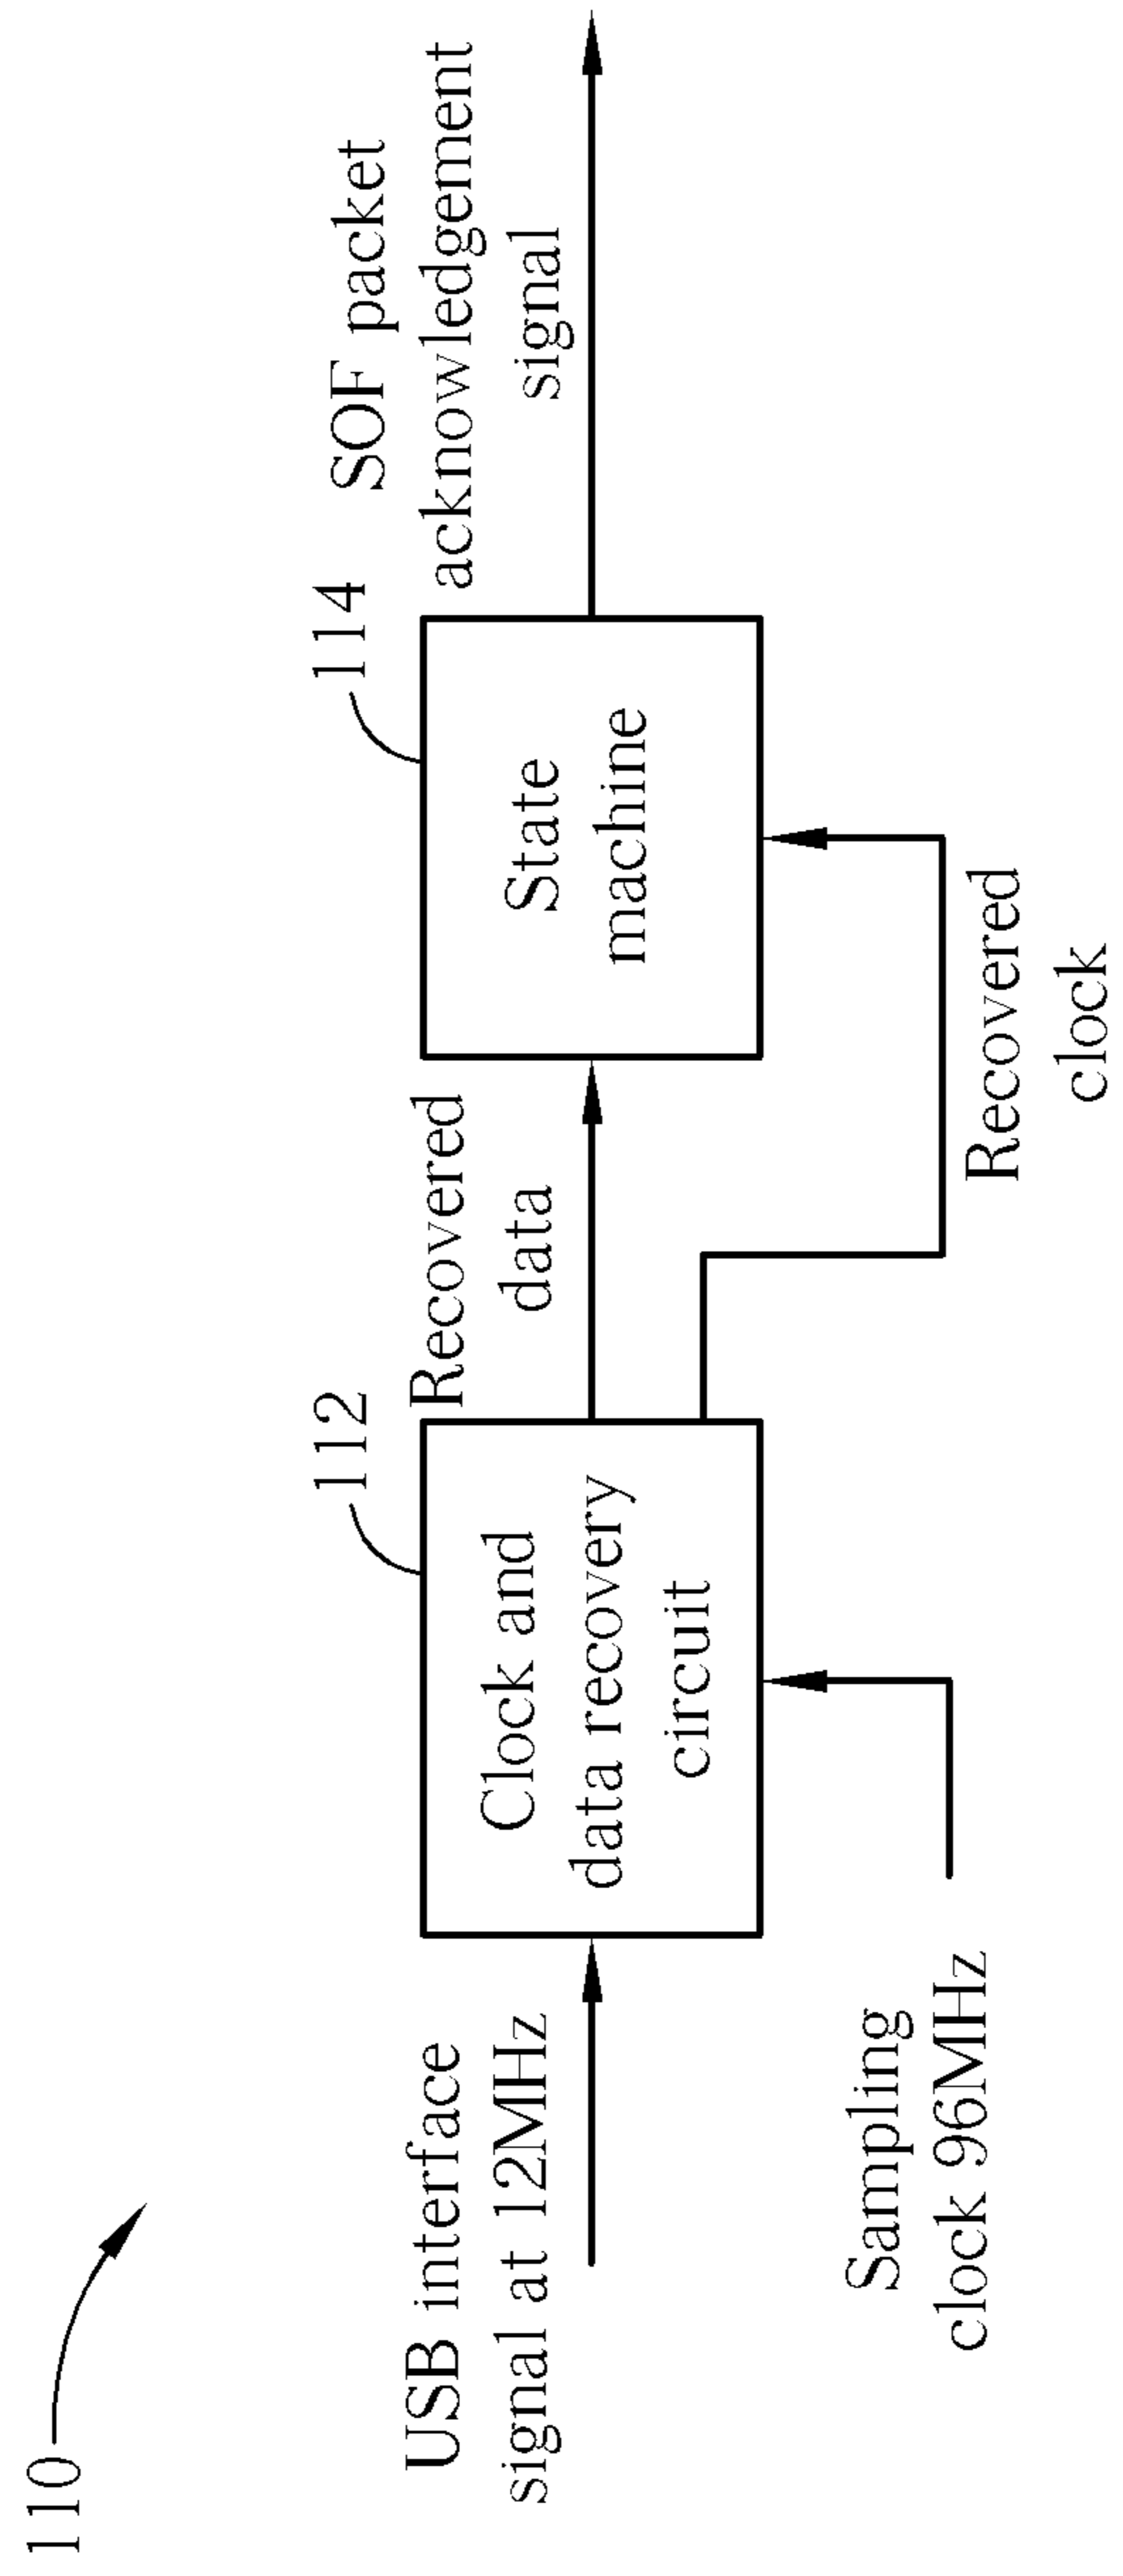 110
USB interface
signal at 12MHz
Sampling
clock 96MHz
112
Clock and
data recovery
circuit
Recovered
data
Recovered
clock
114
State
machine
SOF packet
acknowledgement
signal